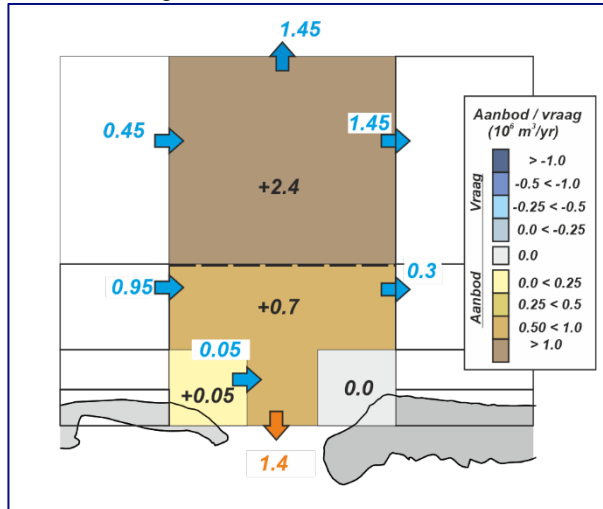 1.45
0.45
1.45
+2.4
0.95
0.3
+0.7
0.05
+0.05
0.0
1.4
Aanbod / vraag
(10⁶ m³/yr)
Vraag
> -1.0
-0.5 < -1.0
-0.25 < -0.5
0.0 < -0.25
0.0
Aanbod
0.0 < 0.25
0.25 < 0.5
0.50 < 1.0
> 1.0